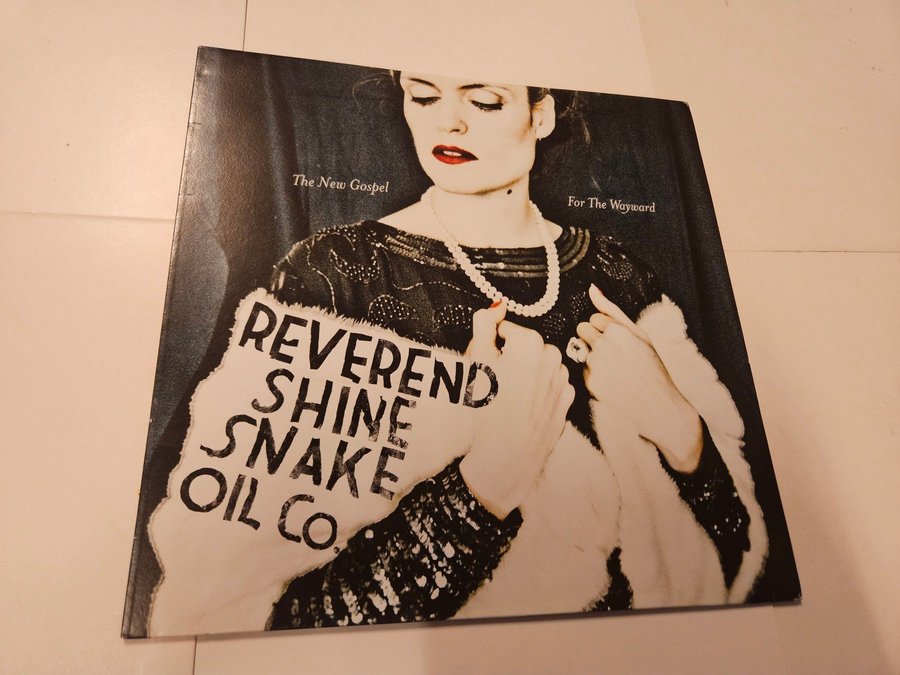 The New Gospel
For The Wayward
REVEREND
SHINE
SNAKE
OIL CO.